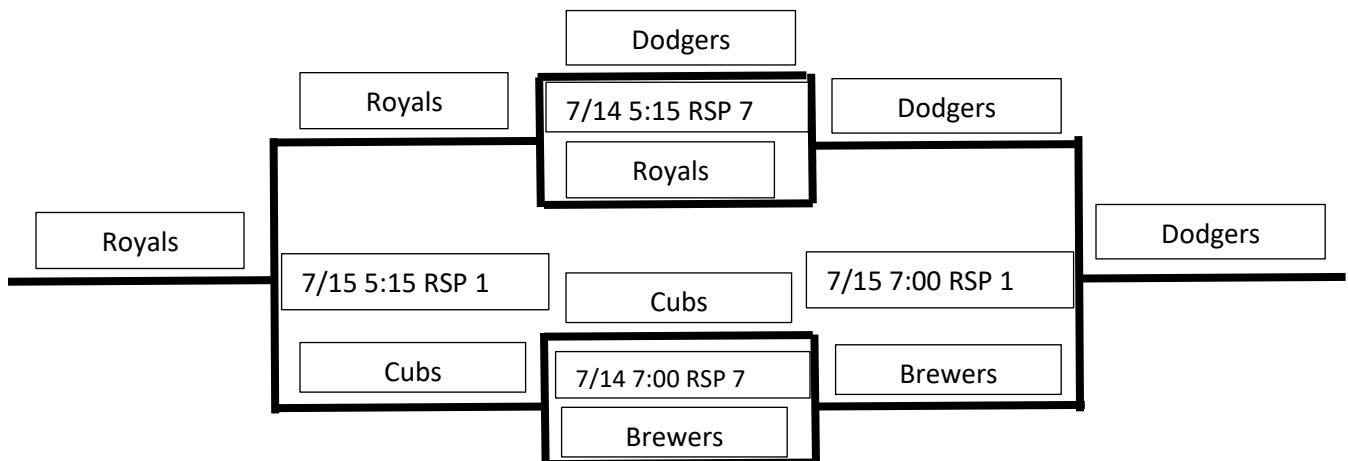 Dodgers
Royals
7/14 5:15 RSP 7
Dodgers
Royals
Royals
Dodgers
7/15 5:15 RSP 1
Cubs
7/15 7:00 RSP 1
Cubs
7/14 7:00 RSP 7
Brewers
Brewers